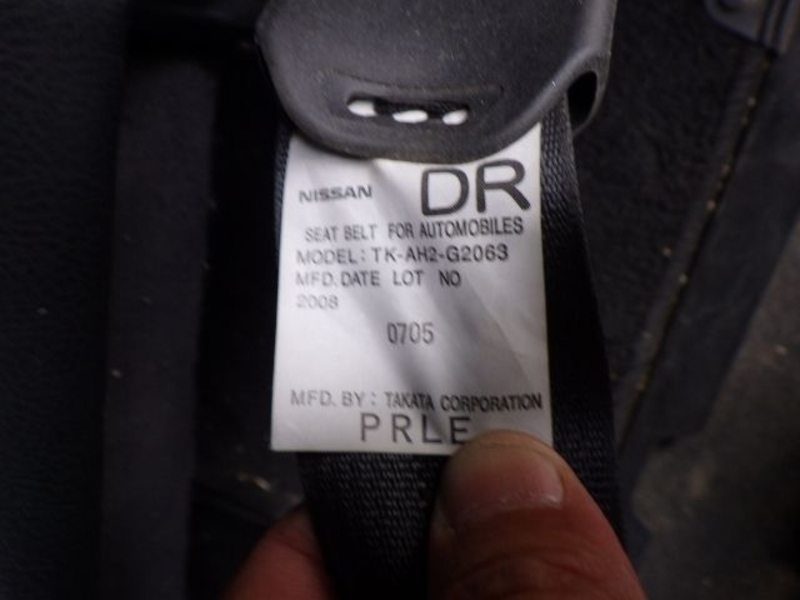 NISSAN DR
SEAT BELT FOR AUTOMOBILES
MODEL: TK-AH2-G2063
MFD. DATE LOT NO
2008
0705
MFD. BY: TAKATA CORPORATION
PRLE